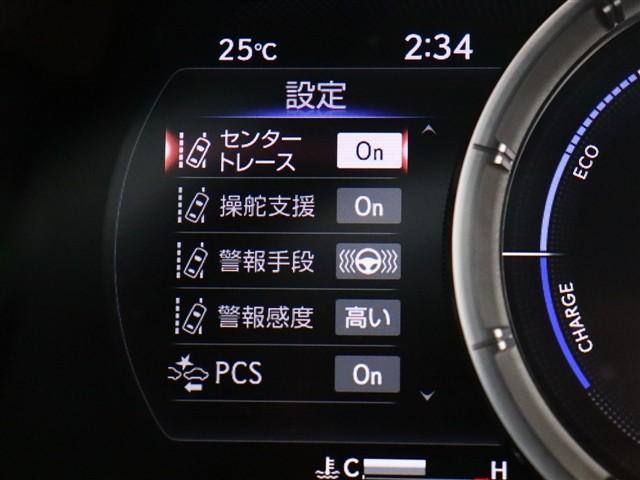 25℃ 2:34
設定
センター
トレース On
操舵支援 On
警報手段
警報感度 高い
PCS On
ECO
CHARGE
C H